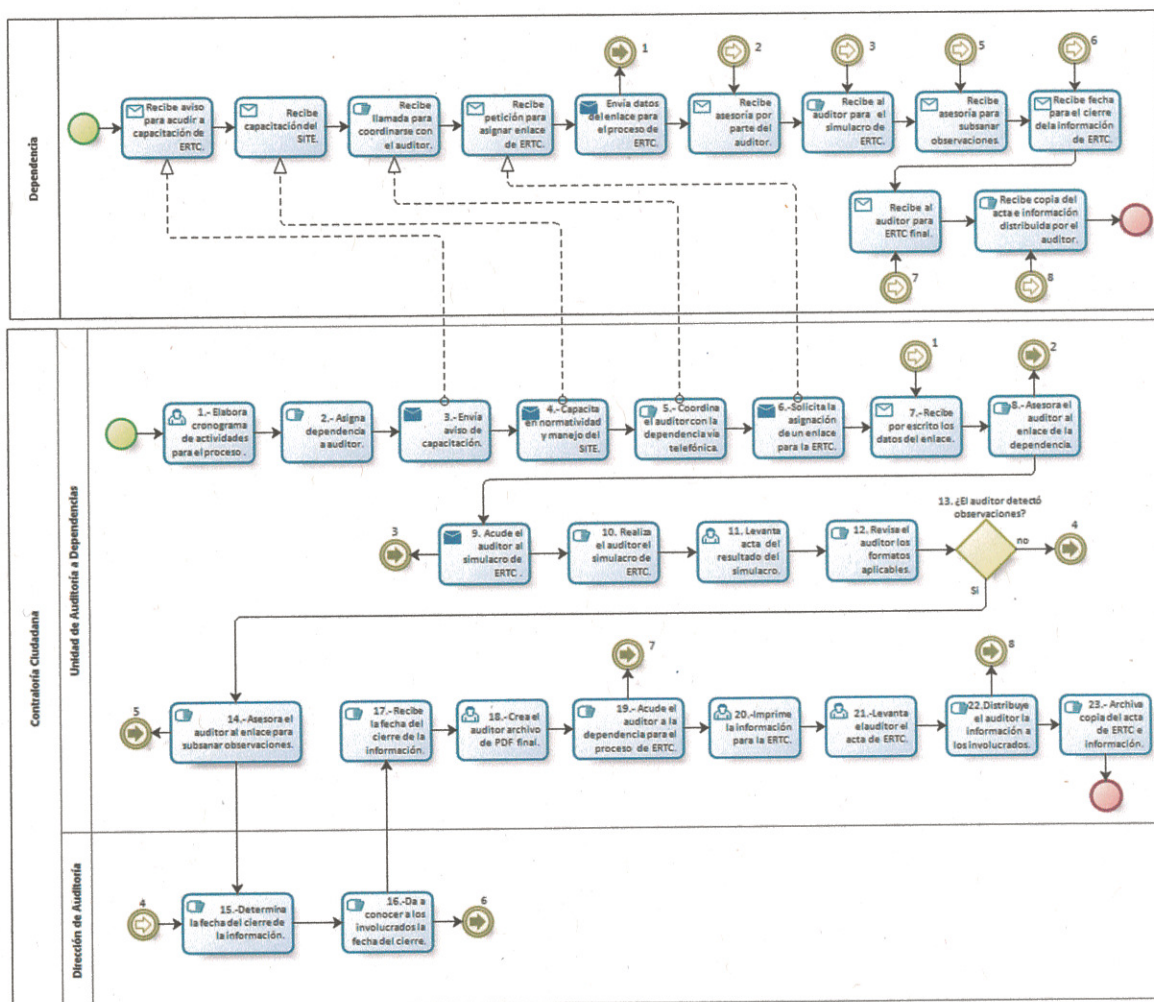 Dependencia
1
2
3
5
6
Recibe aviso
para acudir a
capacitación de
ERTC.
Recibe
capacitación del
SITE.
Recibe
llamada para
coordinarse con
el auditor.
Recibe
petición para
asignar enlace
de ERTC.
Envía datos
del enlace para
el proceso de
ERTC.
Recibe
asesoría por
parte del
auditor.
Recibe al
auditor para el
simulacro de
ERTC.
Recibe
asesoría para
subsanar
observaciones.
Recibe fecha
para el cierre
de la información
de ERTC.
Recibe al
auditor para
ERTC final.
Recibe copia del
acta e información
distribuida por el
auditor.
7
8
Contraloría Ciudadana
Unidad de Auditoría a Dependencias
1
2
1.- Elabora
cronograma
de actividades
para el proceso .
2.- Asigna
dependencia
a auditor.
3.-Envía
aviso de
capacitación.
4.-Capacita
en normatividad
y manejo del
SITE.
5.-Coordina
el auditor con la
dependencia vía
telefónica.
6.-Solicita la
asignación
de un enlace
para la ERTC.
7.-Recibe
por escrito los
datos del enlace.
8.-Asesora el
auditor al
enlace de la
dependencia.
3
9. Acude el
auditor al
simulacro de
ERTC .
10. Realiza
el auditor el
simulacro de
ERTC.
11. Levanta
acta del
resultado del
simulacro.
12. Revisa el
auditor los
formatos
aplicables.
13. ¿El auditor detectó
observaciones?
no
4
Si
5
14.-Asesora el
auditor al enlace para
subsanar observaciones.
17.-Recibe
la fecha del
cierre de la
información.
18.-Crea el
auditor archivo
de PDF final.
7
19.- Acude el
auditor a la
dependencia para el
proceso de ERTC.
20.-Imprime
la información
para la ERTC.
21.-Levanta
el auditor el
acta de ERTC.
8
22.Distribuye
el auditor la
información a
los involucrados.
23.- Archiva
copia del acta
de ERTC e
información.
Dirección de Auditoría
4
15.-Determina
la fecha del cierre de
la información.
16.-Da a
conocer a los
involucrados la
fecha del cierre.
6